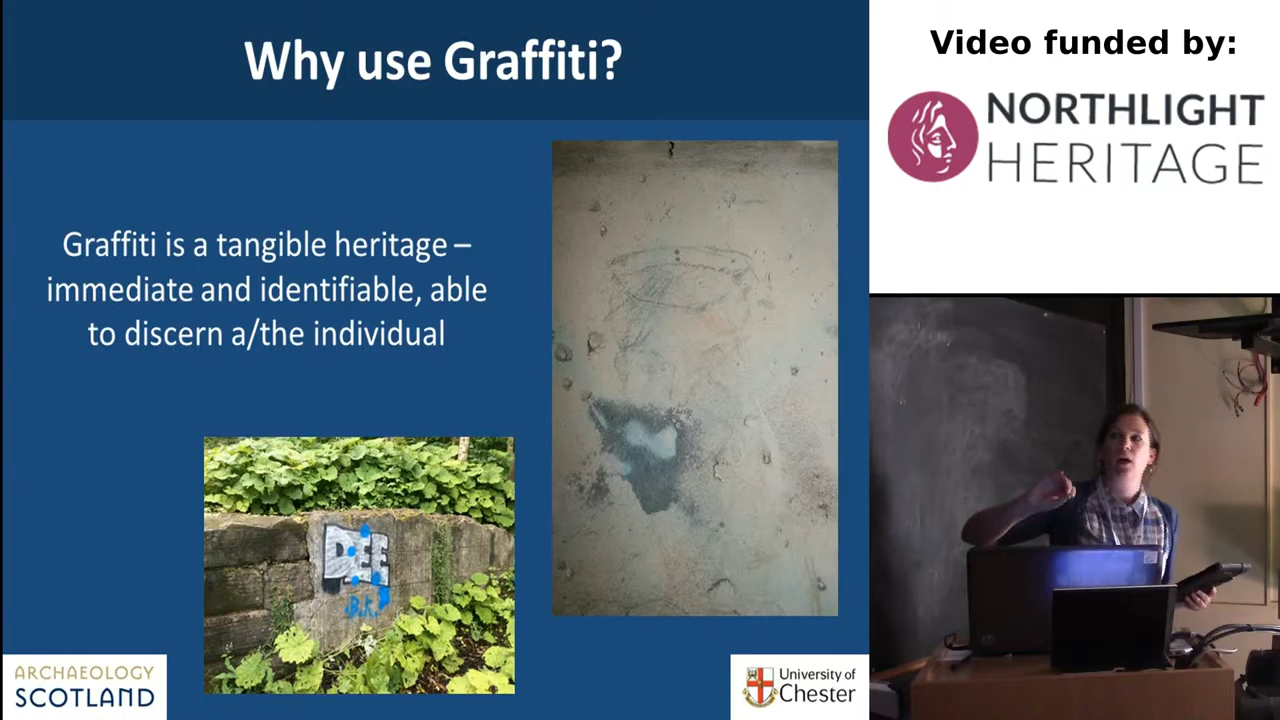 Why use Graffiti?
Graffiti is a tangible heritage –
immediate and identifiable, able
to discern a/the individual
DEE
B.K.
ARCHAEOLOGY
SCOTLAND
University of
Chester
Video funded by:
NORTHLIGHT
HERITAGE